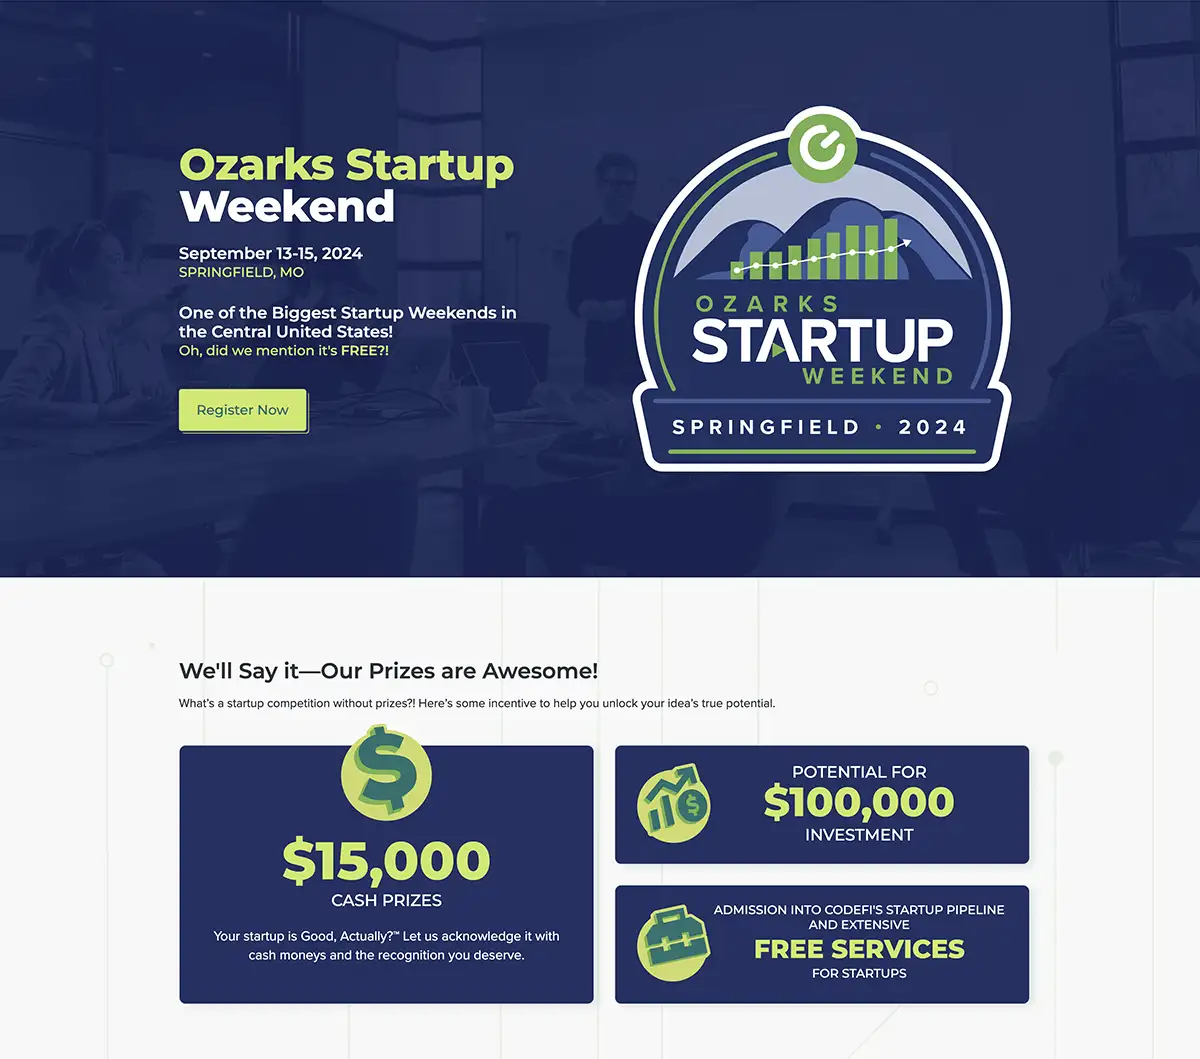 Ozarks Startup
Weekend
September 13-15, 2024
SPRINGFIELD, MO
One of the Biggest Startup Weekends in
the Central United States!
Oh, did we mention it's FREE?!
Register Now
OZARKS
STARTUP
WEEKEND
SPRINGFIELD • 2024
We'll Say it—Our Prizes are Awesome!
What's a startup competition without prizes?! Here's some incentive to help you unlock your idea's true potential.
$
$15,000
CASH PRIZES
Your startup is Good, Actually?™ Let us acknowledge it with
cash moneys and the recognition you deserve.
$
POTENTIAL FOR
$100,000
INVESTMENT
ADMISSION INTO CODEFI'S STARTUP PIPELINE
AND EXTENSIVE
FREE SERVICES
FOR STARTUPS